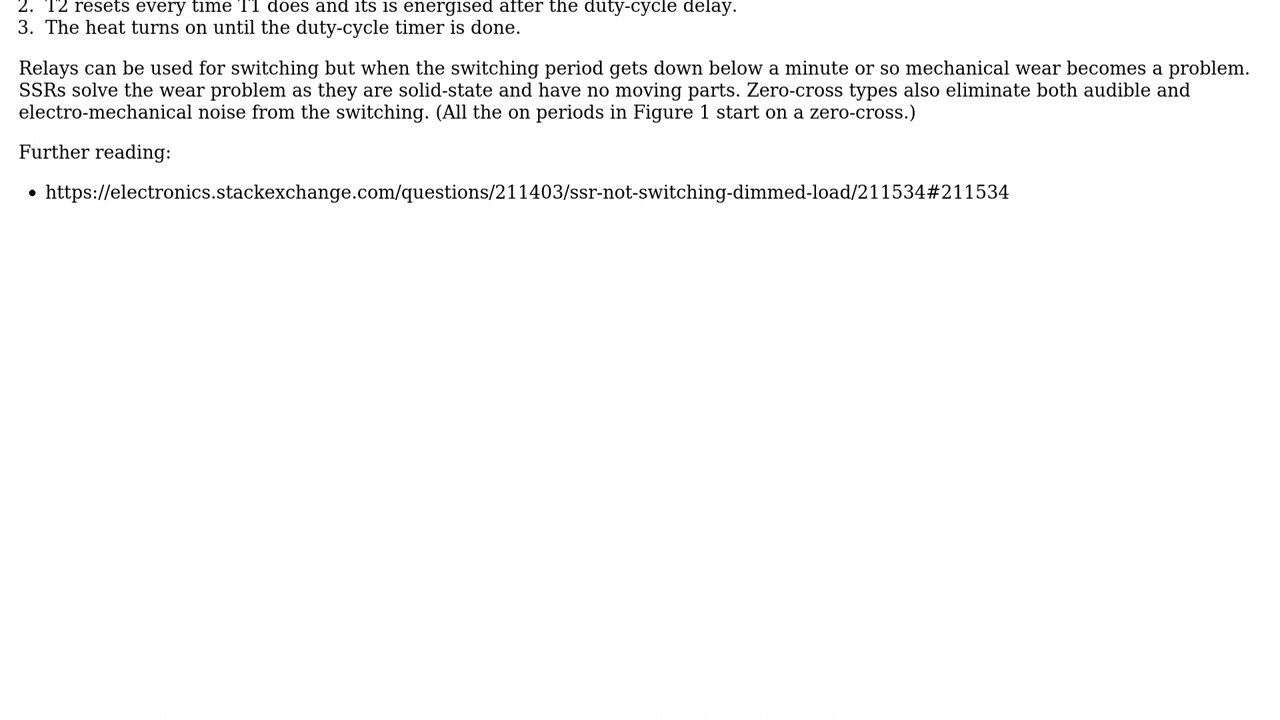 2. T2 resets every time T1 does and its is energised after the duty-cycle delay.
3. The heat turns on until the duty-cycle timer is done.
Relays can be used for switching but when the switching period gets down below a minute or so mechanical wear becomes a problem.
SSRs solve the wear problem as they are solid-state and have no moving parts. Zero-cross types also eliminate both audible and
electro-mechanical noise from the switching. (All the on periods in Figure 1 start on a zero-cross.)
Further reading:
• https://electronics.stackexchange.com/questions/211403/ssr-not-switching-dimmed-load/211534#211534